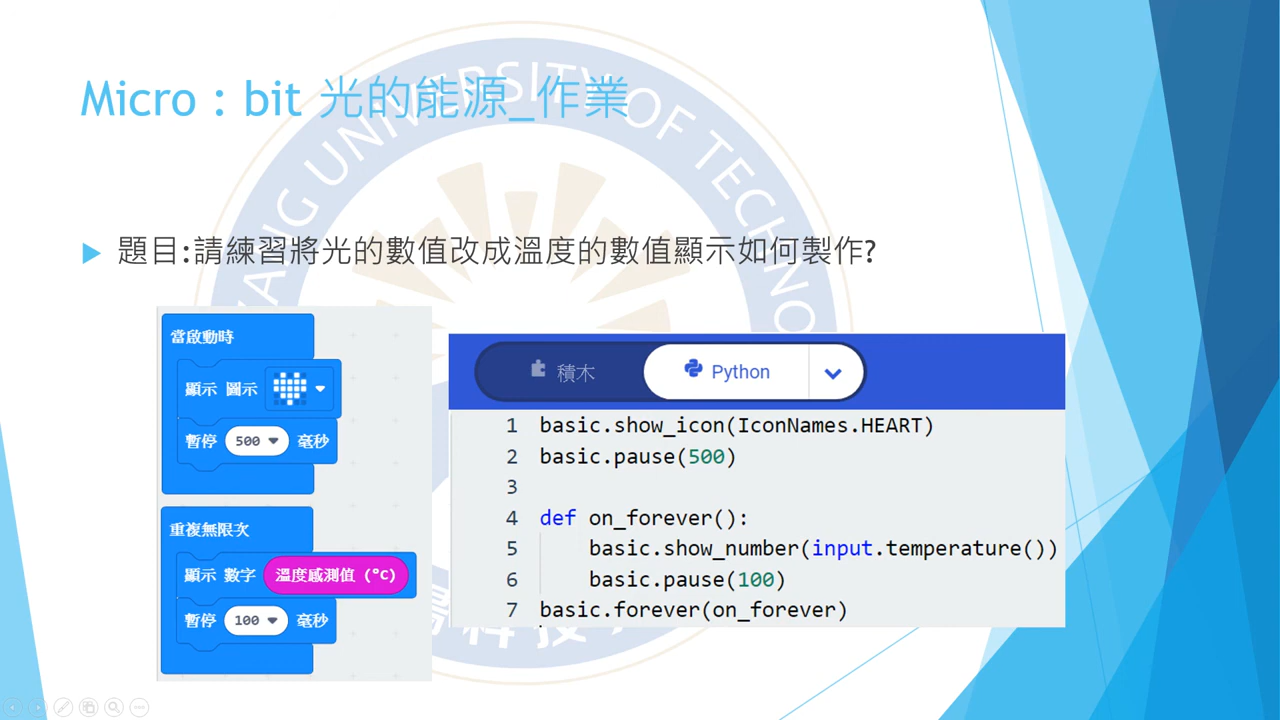 Micro : bit 光的能源_作業
題目:請練習將光的數值改成溫度的數值顯示如何製作?
當啟動時
顯示 圖示
暫停 500 毫秒
重複無限次
顯示 數字 溫度感測值 (°C)
暫停 100 毫秒
積木 Python
1 basic.show_icon(IconNames.HEART)
2 basic.pause(500)
3
4 def on_forever():
5 basic.show_number(input.temperature())
6 basic.pause(100)
7 basic.forever(on_forever)
UNIVERSITY OF TECHNO